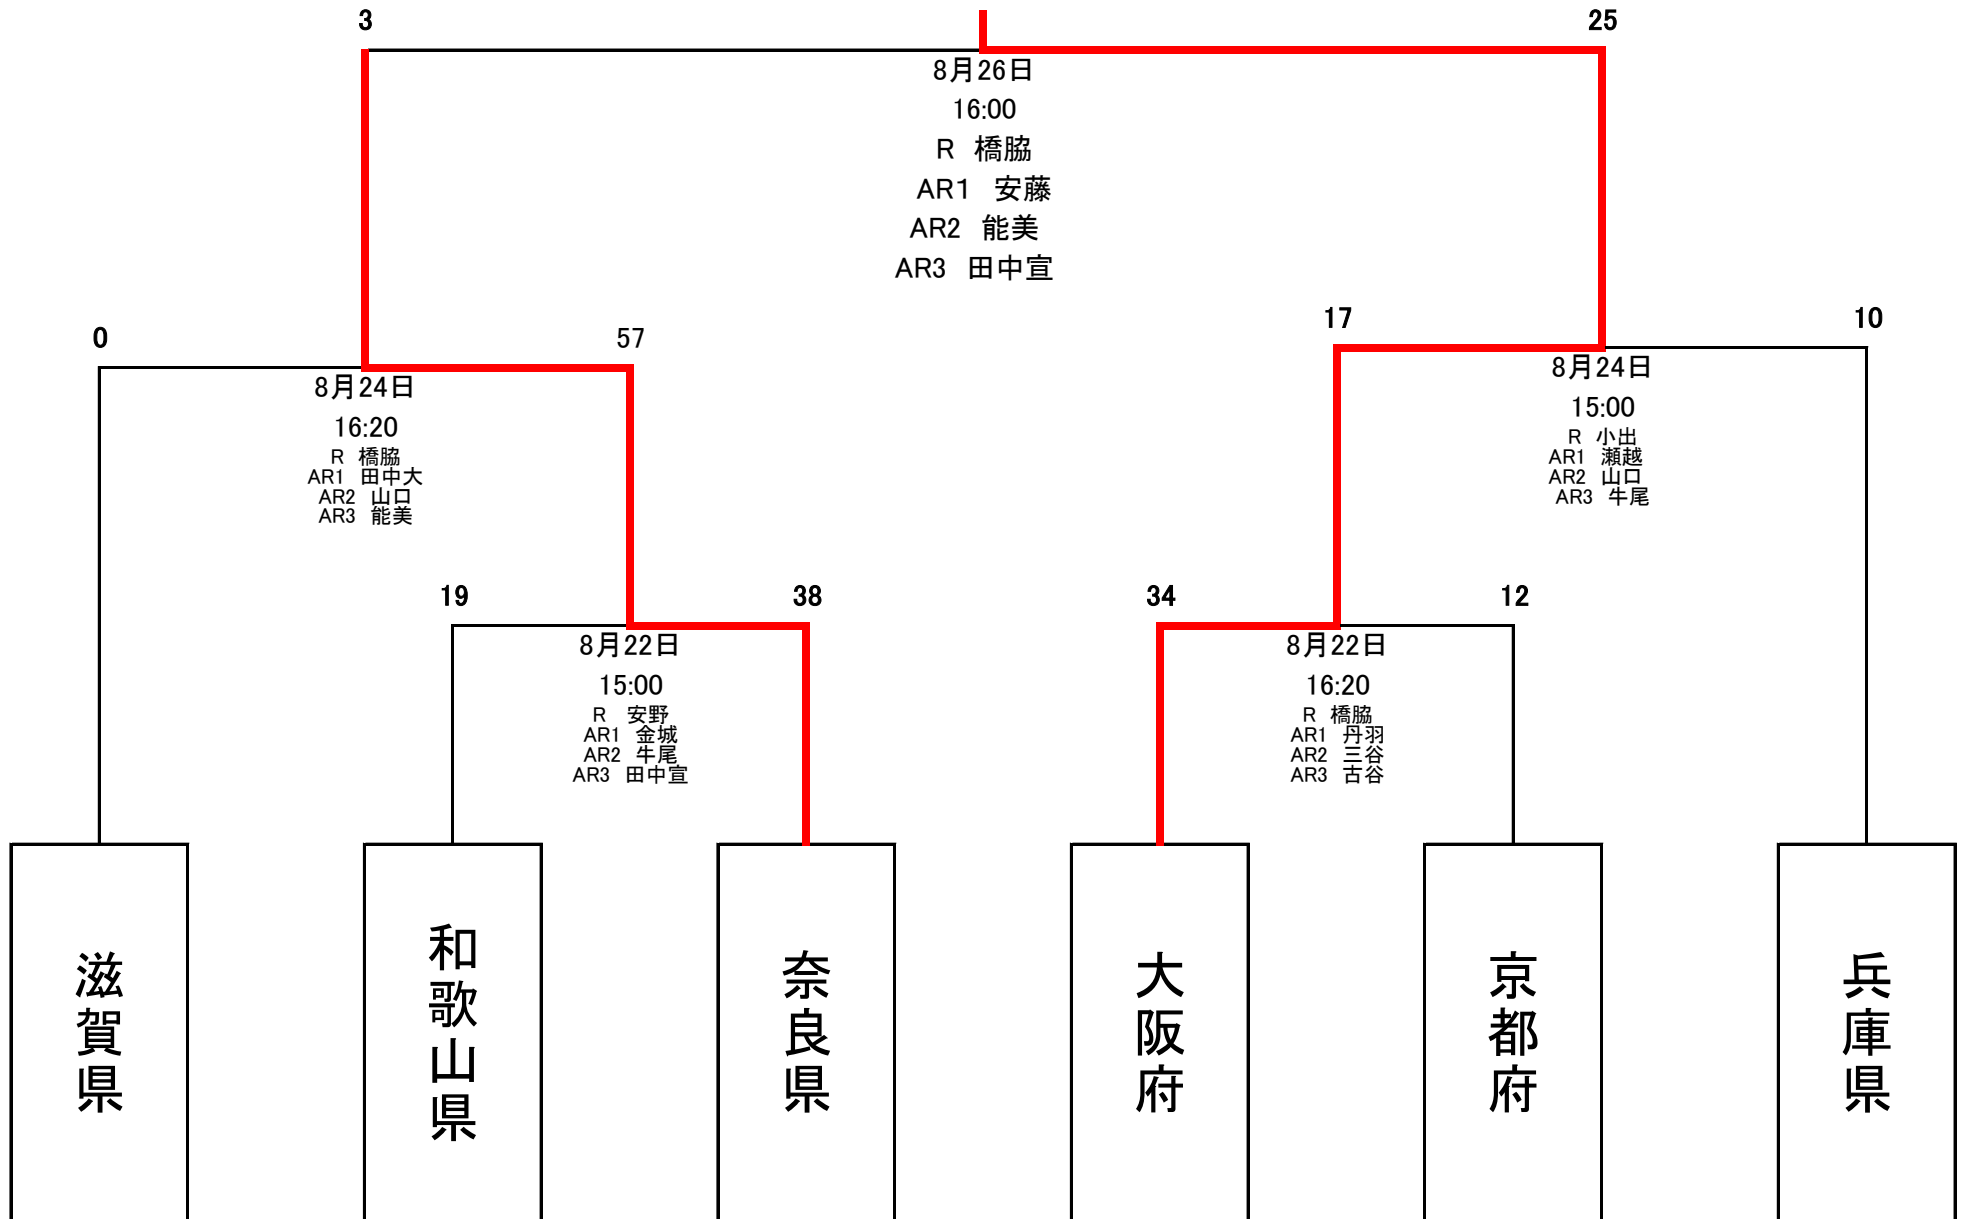 3
25
8月26日
16:00
R　橋脇
AR1　安藤
AR2　能美
AR3　田中宣
0
57
8月24日
16:20
R　橋脇
AR1　田中大
AR2　山口
AR3　能美
17
10
8月24日
15:00
R　小出
AR1　瀬越
AR2　山口
AR3　牛尾
19
38
8月22日
15:00
R　安野
AR1　金城
AR2　牛尾
AR3　田中宣
34
12
8月22日
16:20
R　橋脇
AR1　丹羽
AR2　三谷
AR3　古谷
滋賀県
和歌山県
奈良県
大阪府
京都府
兵庫県